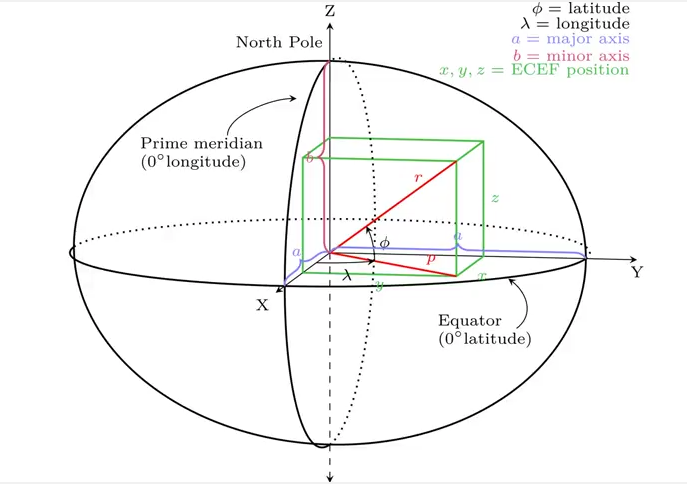 Z
ϕ = latitude
λ = longitude
a = major axis
b = minor axis
x, y, z = ECEF position
North Pole
Prime meridian
(0°longitude)
b
r
z
a
ϕ
a
p
λ
y
x
X
Y
Equator
(0°latitude)